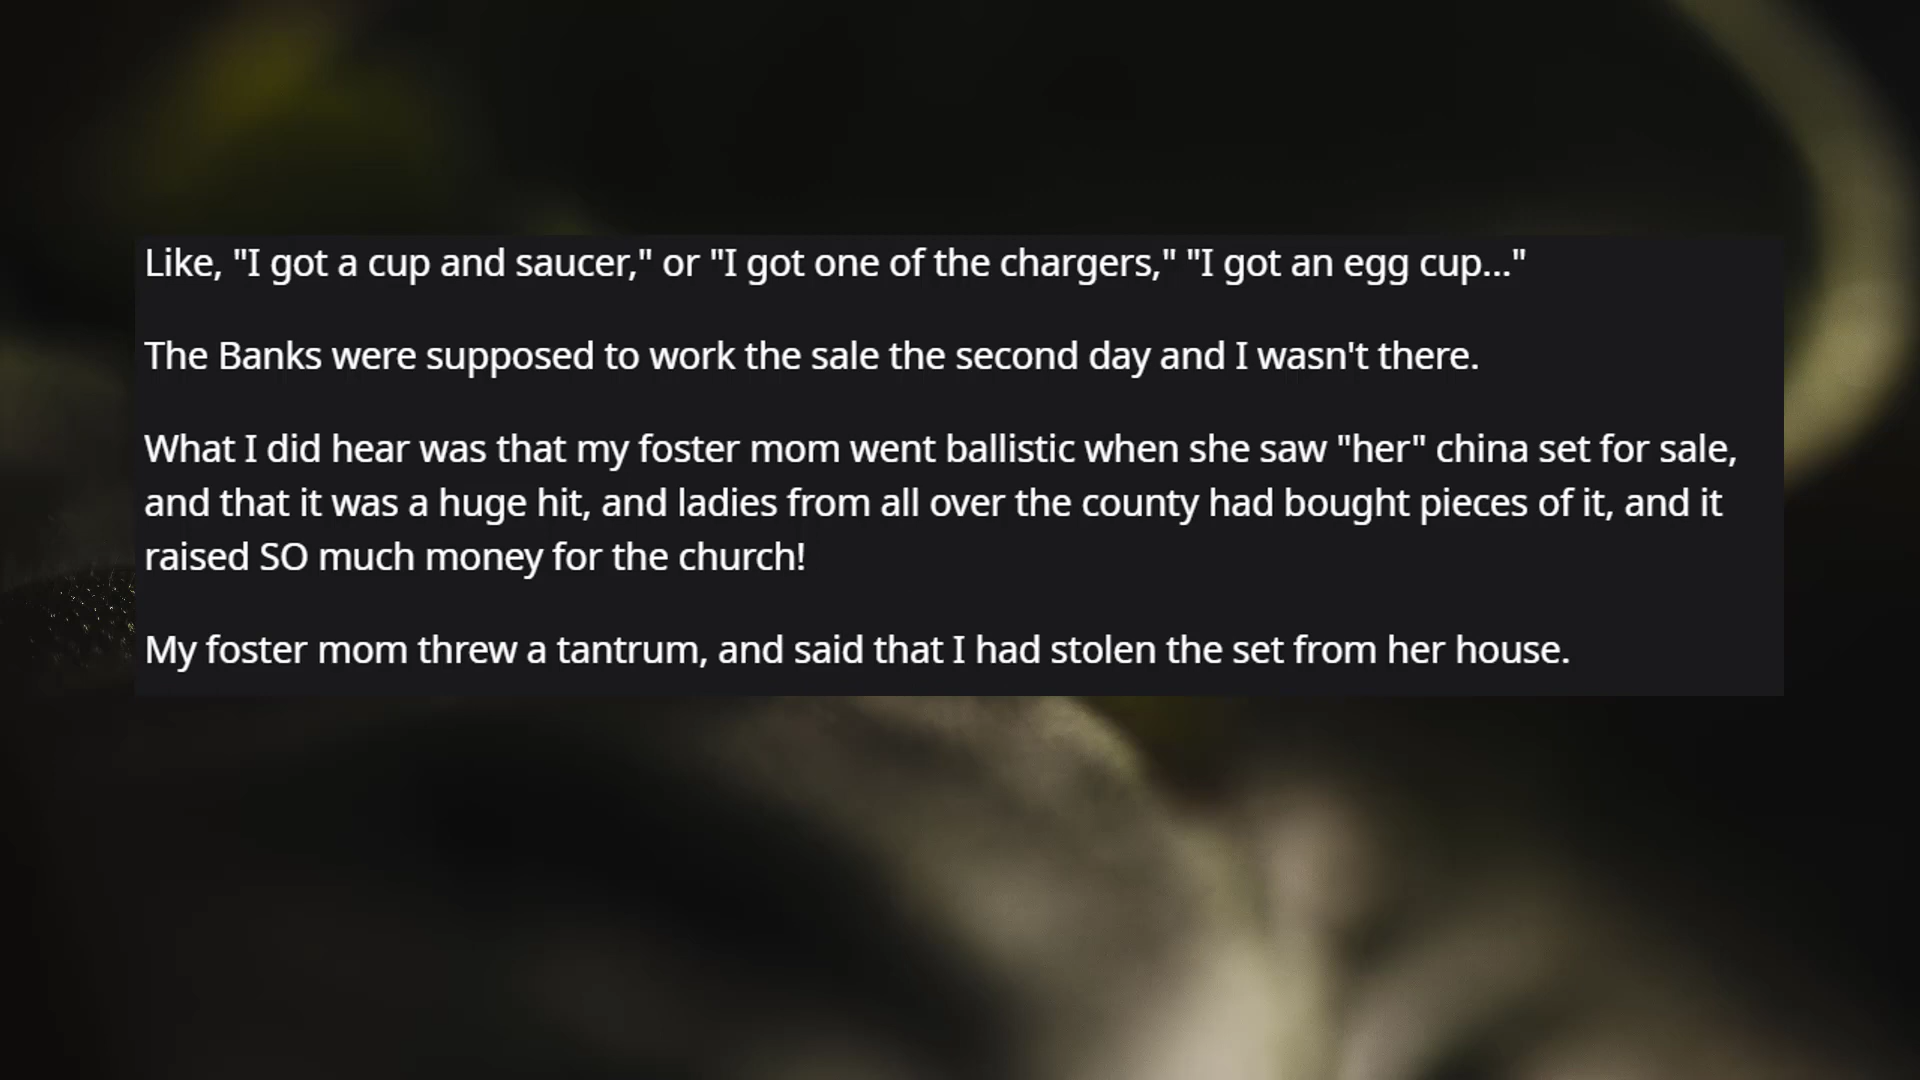 Like, "I got a cup and saucer," or "I got one of the chargers," "I got an egg cup..."
The Banks were supposed to work the sale the second day and I wasn't there.
What I did hear was that my foster mom went ballistic when she saw "her" china set for sale,
and that it was a huge hit, and ladies from all over the county had bought pieces of it, and it
raised SO much money for the church!
My foster mom threw a tantrum, and said that I had stolen the set from her house.